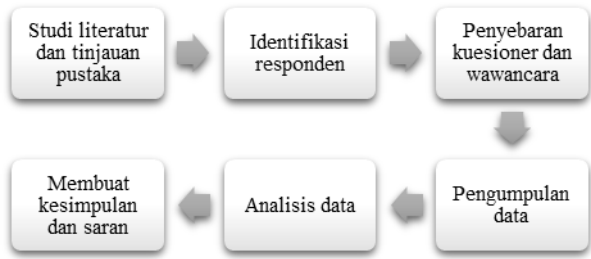 Studi literatur
dan tinjauan
pustaka
Identifikasi
responden
Penyebaran
kuesioner dan
wawancara
Pengumpulan
data
Analisis data
Membuat
kesimpulan
dan saran